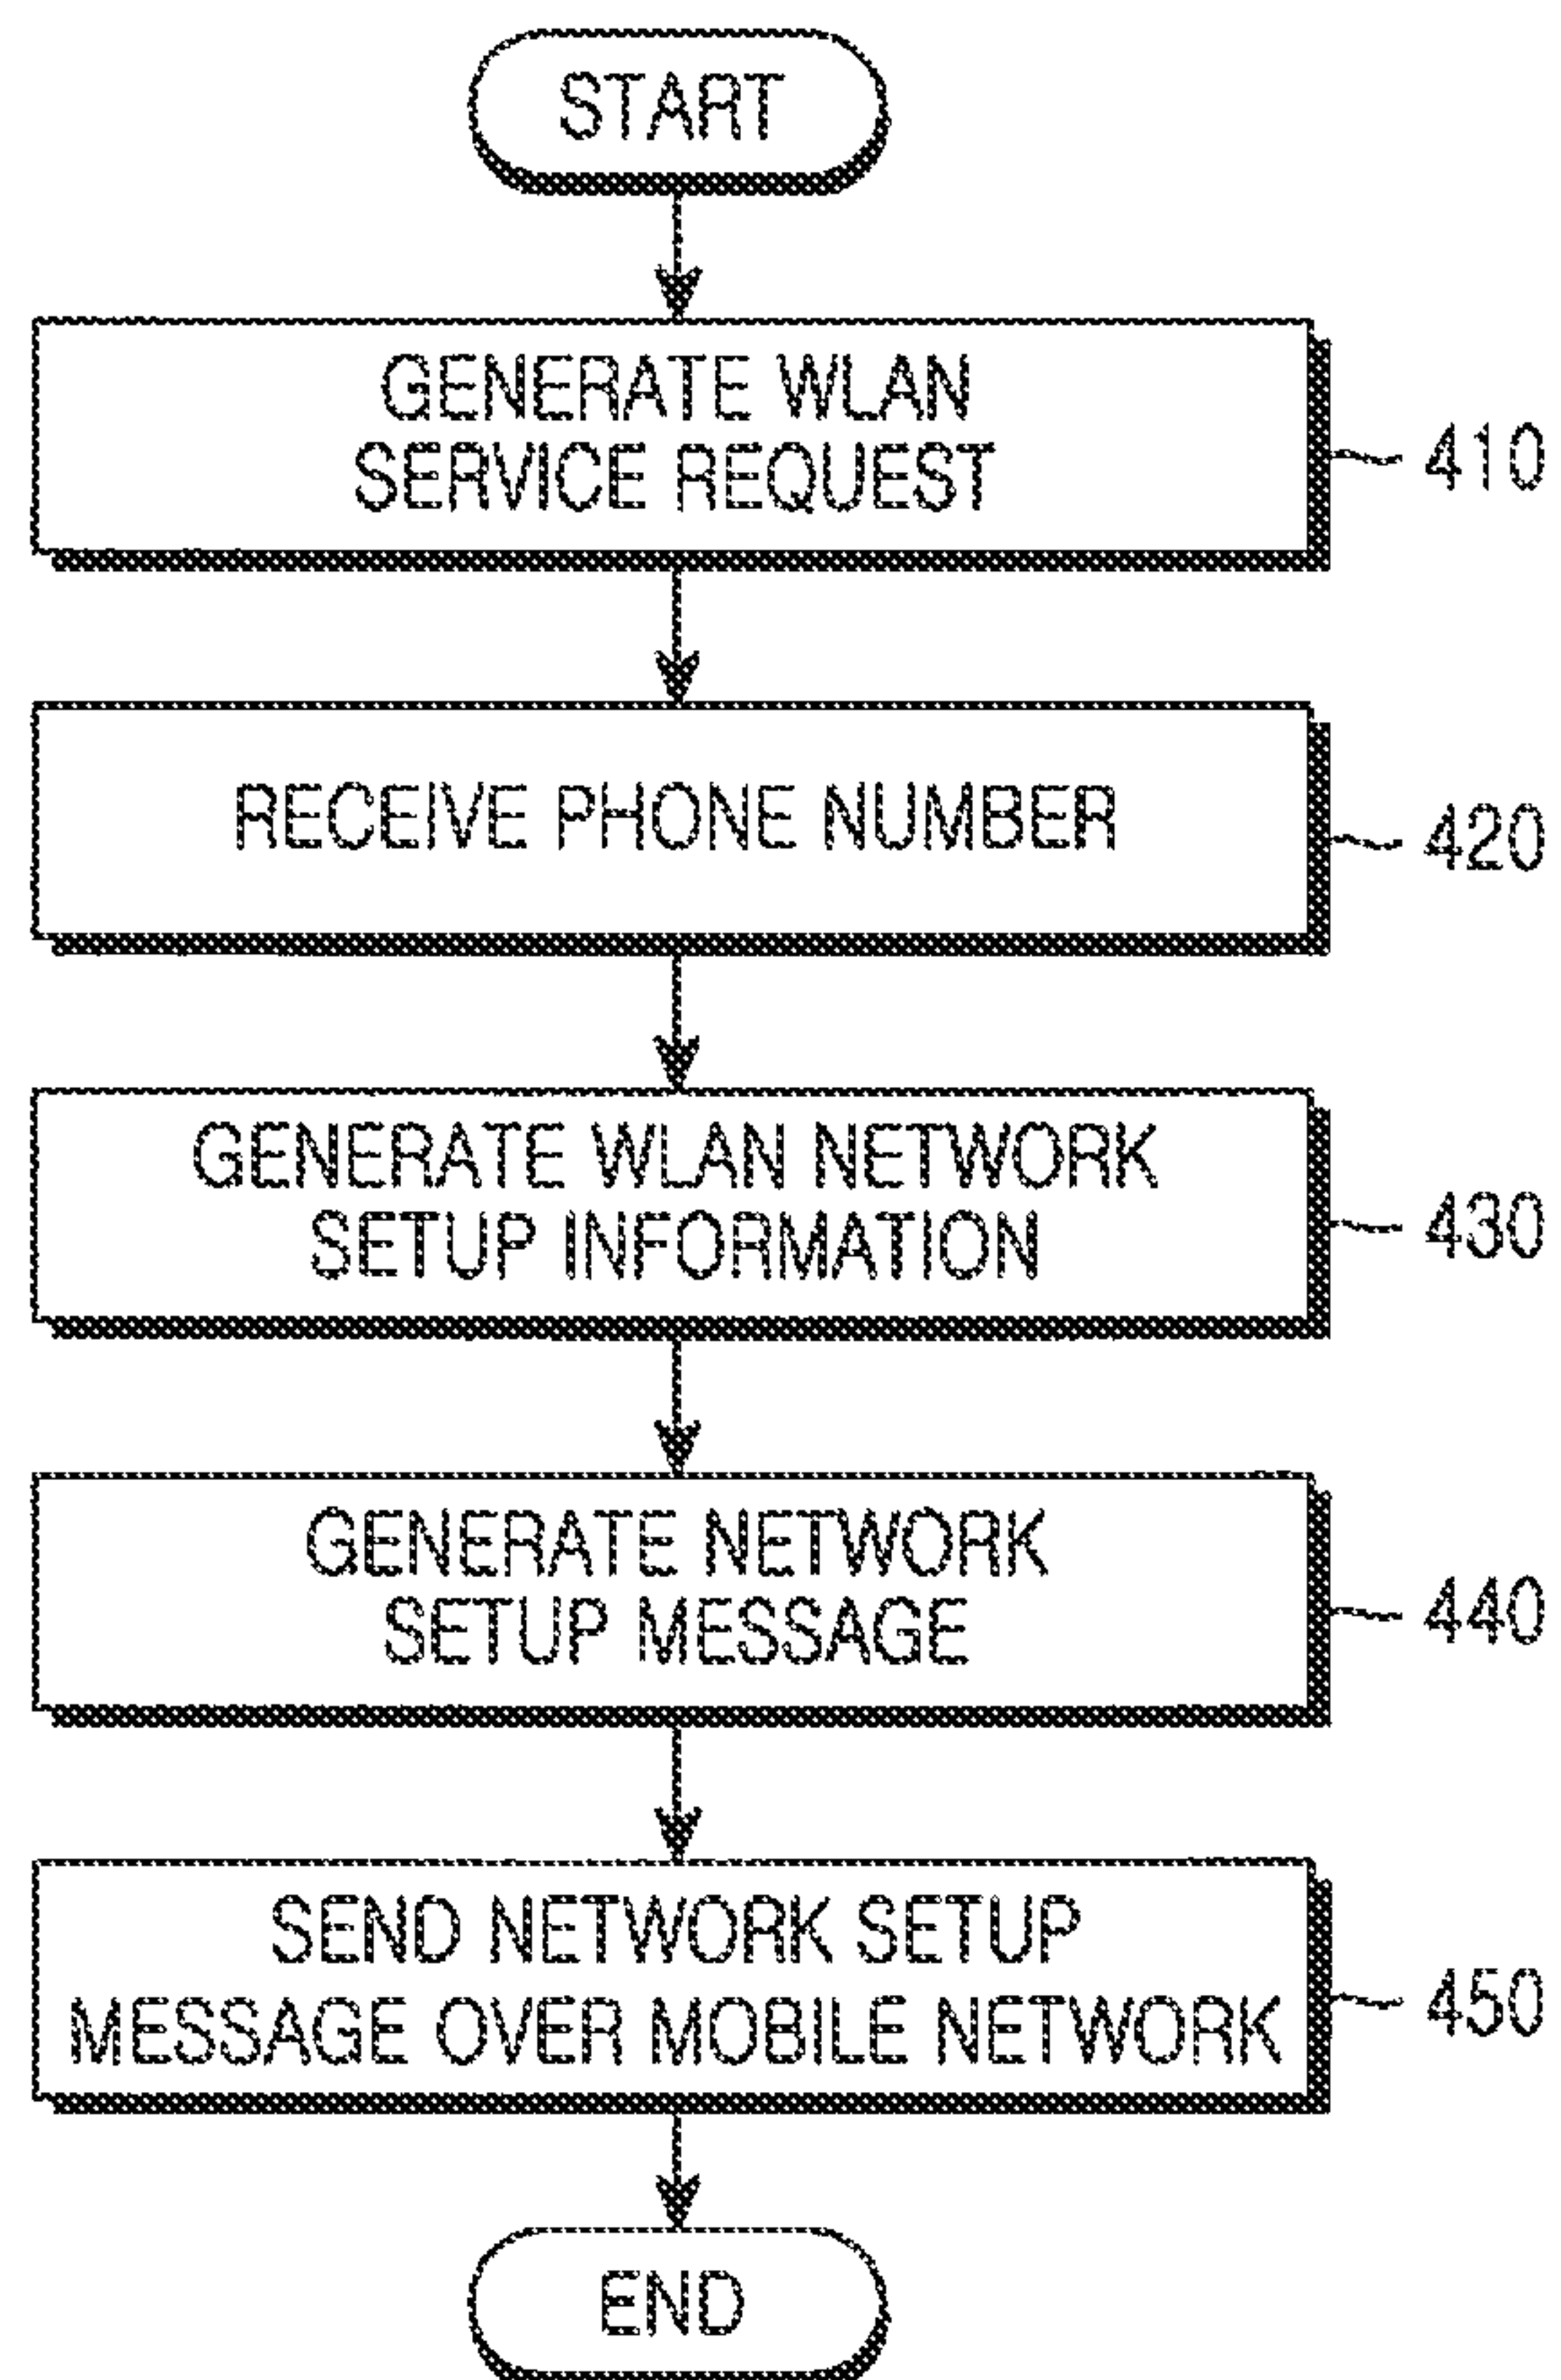 START
GENERATE WLAN
SERVICE REQUEST
410
RECEIVE PHONE NUMBER
420
GENERATE WLAN NETWORK
SETUP INFORMATION
430
GENERATE NETWORK
SETUP MESSAGE
440
SEND NETWORK SETUP
MESSAGE OVER MOBILE NETWORK
450
END